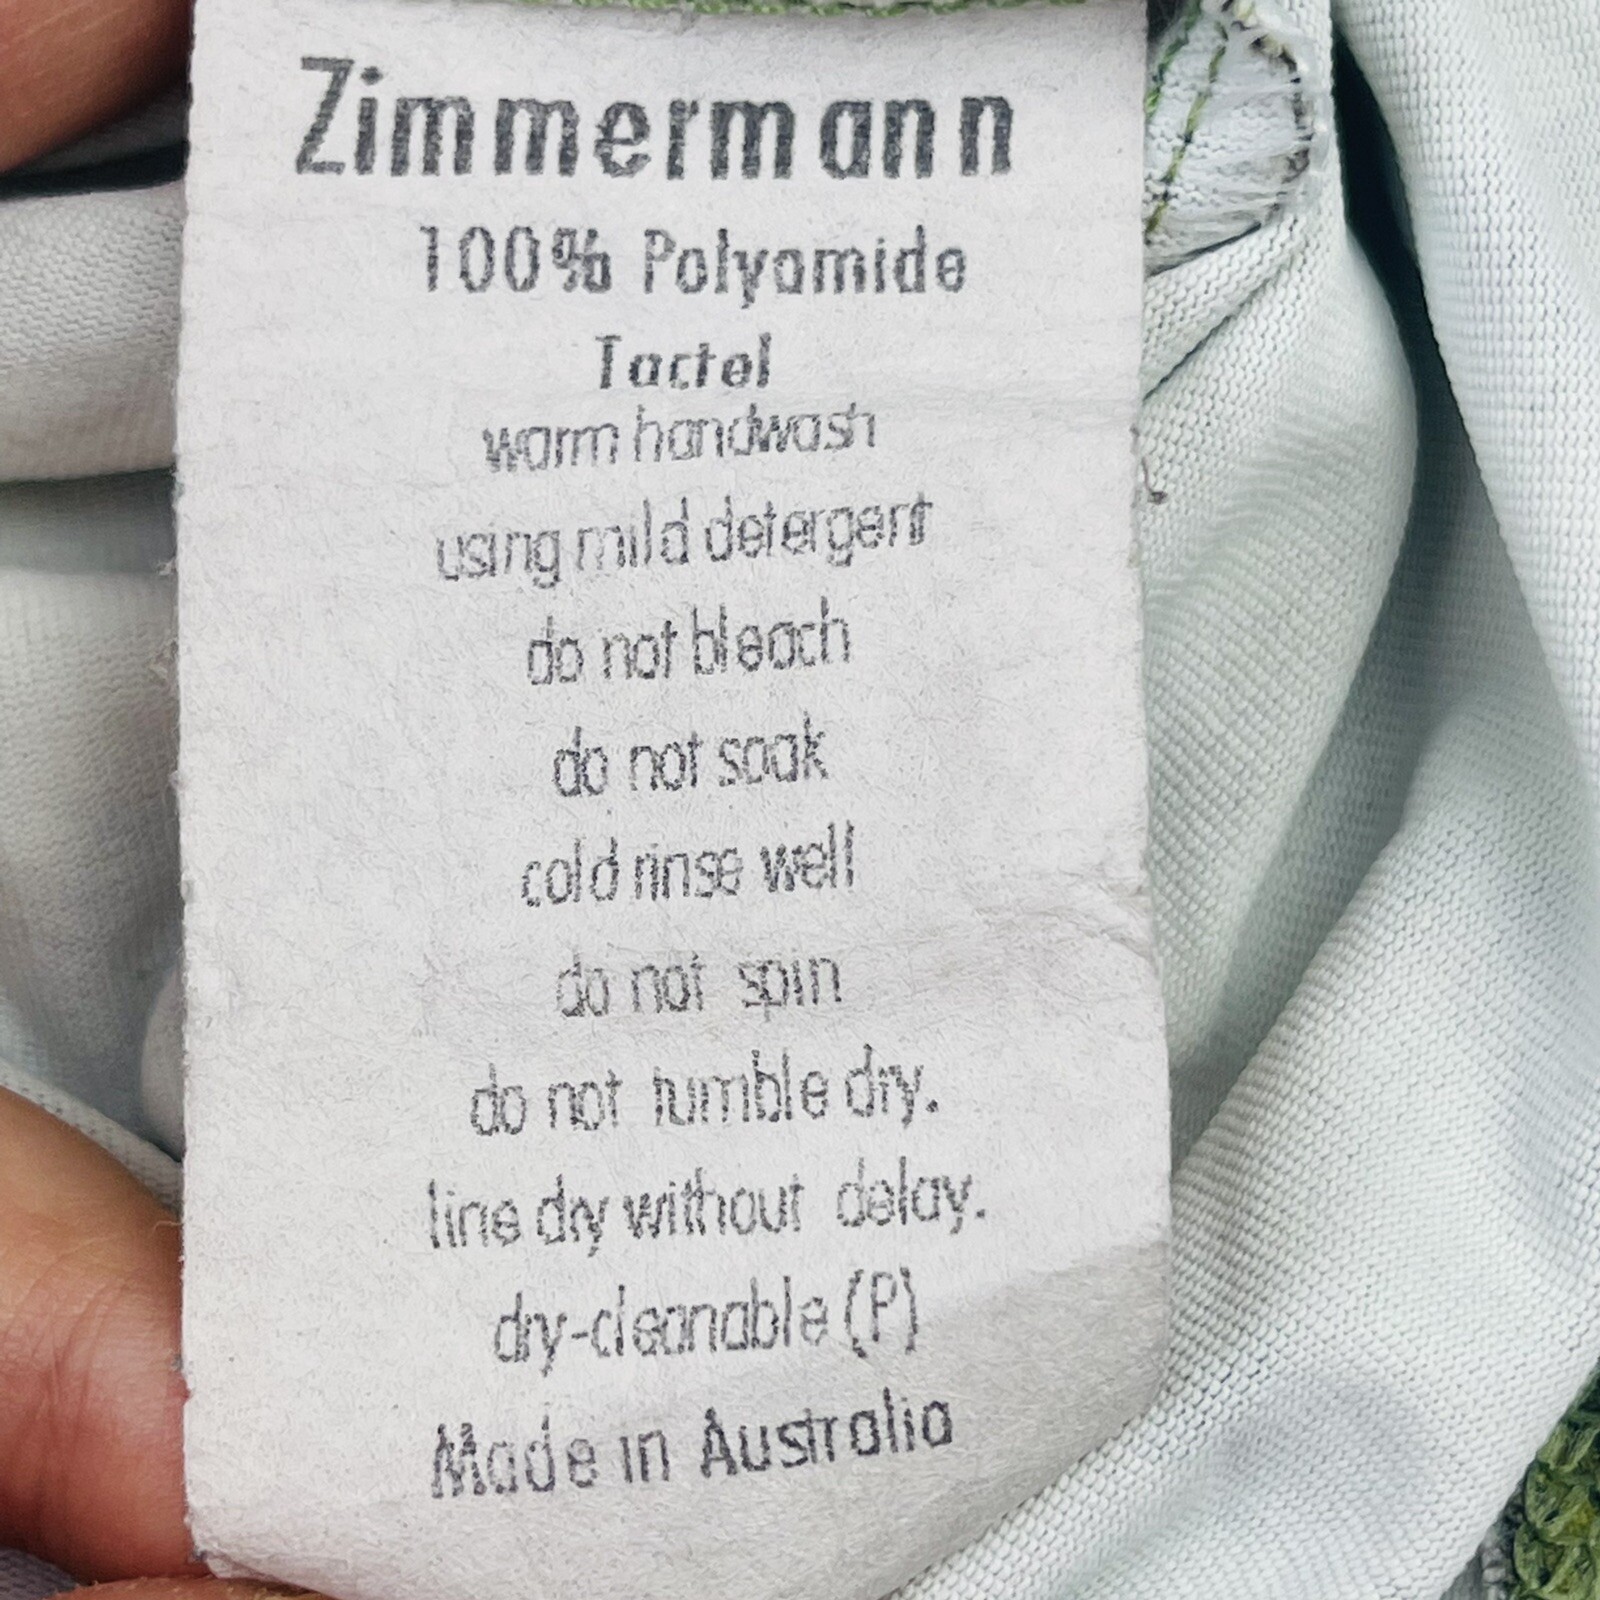 Zimmermann
100% Polyamide
Tactel
warm handwash
using mild detergent
do not bleach
do not soak
cold rinse well
do not spin
do not tumble dry.
line dry without delay.
dry-cleanable (P)
Made in Australia